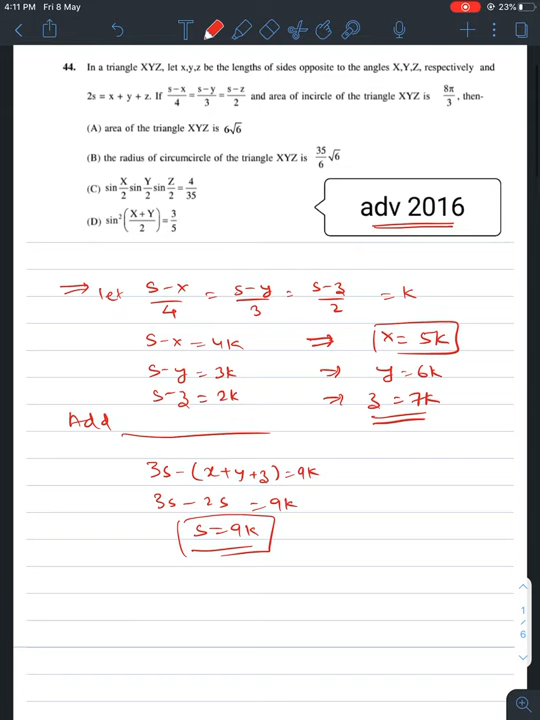 4:11 PM Fri 8 May 23%
44. In a triangle XYZ, let x,y,z be the lengths of sides opposite to the angles X,Y,Z, respectively and
2s = x + y + z. If (s-x)/4 = (s-y)/3 = (s-z)/2 and area of incircle of the triangle XYZ is 8π/3, then-
(A) area of the triangle XYZ is 6√6
(B) the radius of circumcircle of the triangle XYZ is 35/6 √6
(C) sin X/2 sin Y/2 sin Z/2 = 4/35
(D) sin²((X+Y)/2) = 3/5
adv 2016
⇒ let (s-x)/4 = (s-y)/3 = (s-z)/2 = k
s-x = 4k ⇒ x = 5k
s-y = 3k ⇒ y = 6k
s-z = 2k ⇒ z = 7k
Add
3s - (x+y+z) = 9k
3s - 2s = 9k
s = 9k
1
/
6